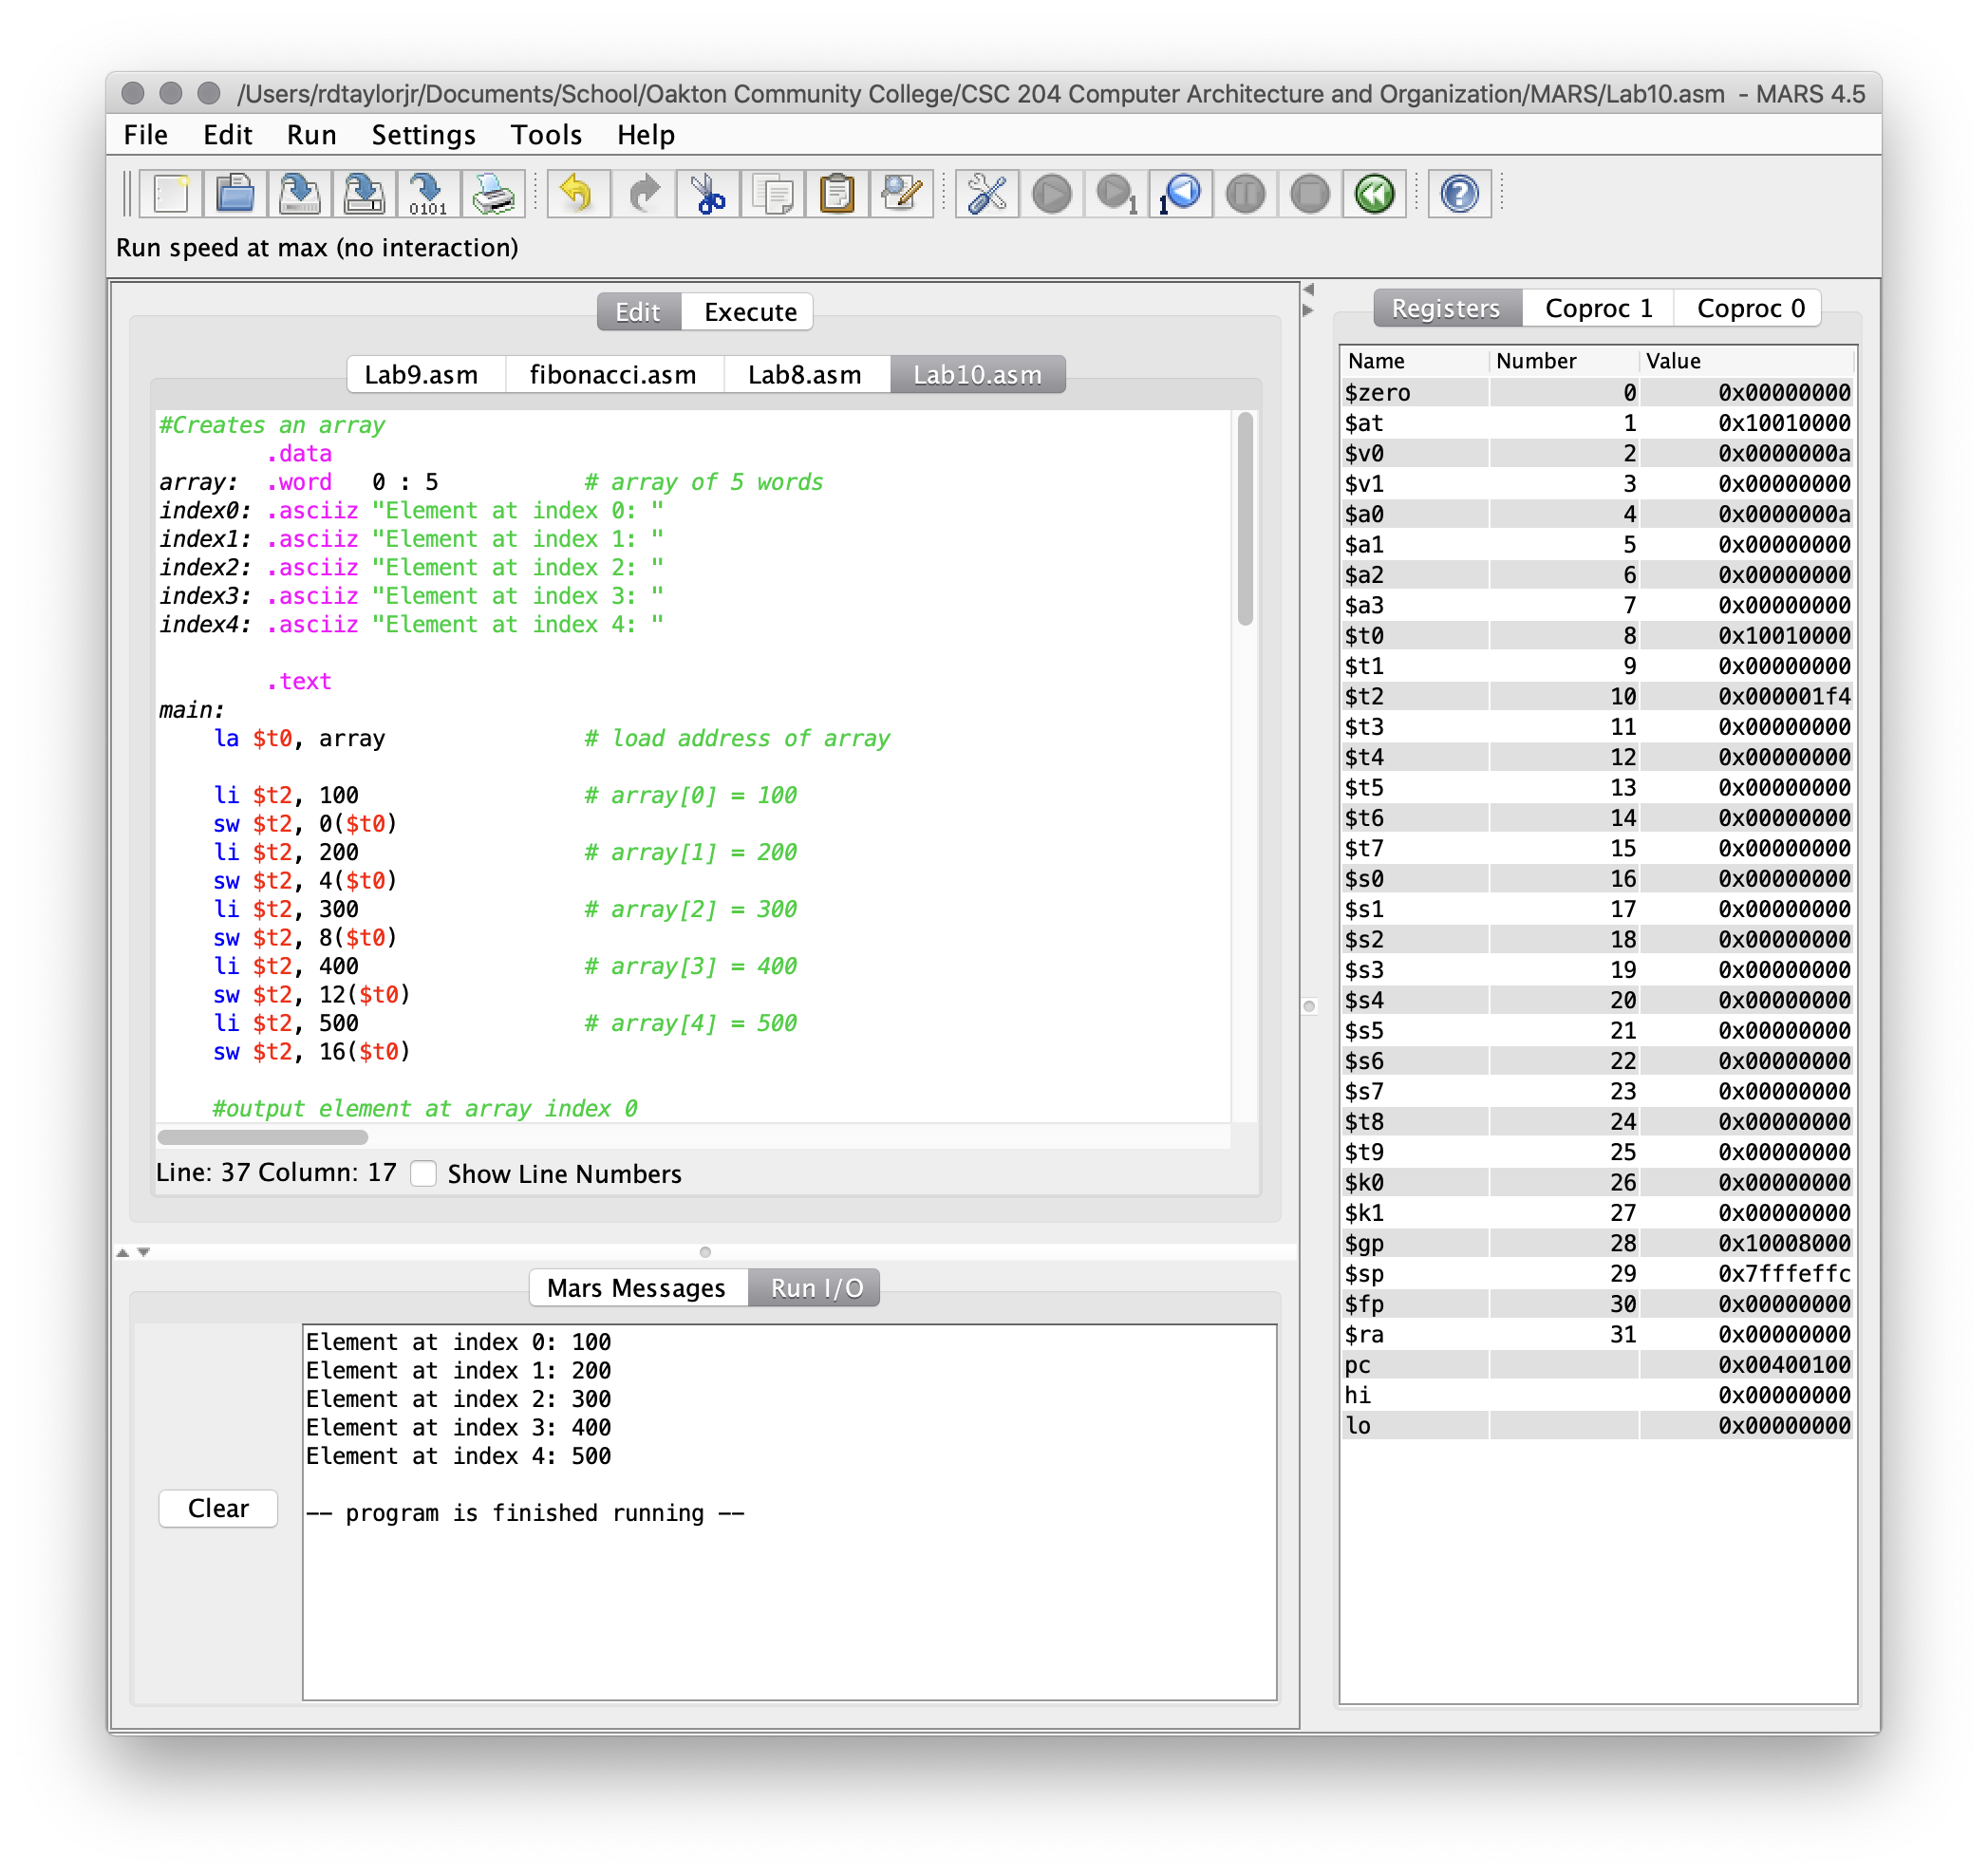 /Users/rdtaylorjr/Documents/School/Oakton Community College/CSC 204 Computer Architecture and Organization/MARS/Lab10.asm - MARS 4.5
File Edit Run Settings Tools Help
0101 1 1
Run speed at max (no interaction)
Edit Execute
Lab9.asm fibonacci.asm Lab8.asm Lab10.asm
#Creates an array
.data
array: .word 0 : 5 # array of 5 words
index0: .asciiz "Element at index 0: "
index1: .asciiz "Element at index 1: "
index2: .asciiz "Element at index 2: "
index3: .asciiz "Element at index 3: "
index4: .asciiz "Element at index 4: "
.text
main:
la $t0, array # load address of array
li $t2, 100 # array[0] = 100
sw $t2, 0($t0)
li $t2, 200 # array[1] = 200
sw $t2, 4($t0)
li $t2, 300 # array[2] = 300
sw $t2, 8($t0)
li $t2, 400 # array[3] = 400
sw $t2, 12($t0)
li $t2, 500 # array[4] = 500
sw $t2, 16($t0)
#output element at array index 0
Line: 37 Column: 17 Show Line Numbers
Mars Messages Run I/O
Clear
Element at index 0: 100
Element at index 1: 200
Element at index 2: 300
Element at index 3: 400
Element at index 4: 500
-- program is finished running --
Registers Coproc 1 Coproc 0
Name Number Value
$zero 0 0x00000000
$at 1 0x10010000
$v0 2 0x0000000a
$v1 3 0x00000000
$a0 4 0x0000000a
$a1 5 0x00000000
$a2 6 0x00000000
$a3 7 0x00000000
$t0 8 0x10010000
$t1 9 0x00000000
$t2 10 0x000001f4
$t3 11 0x00000000
$t4 12 0x00000000
$t5 13 0x00000000
$t6 14 0x00000000
$t7 15 0x00000000
$s0 16 0x00000000
$s1 17 0x00000000
$s2 18 0x00000000
$s3 19 0x00000000
$s4 20 0x00000000
$s5 21 0x00000000
$s6 22 0x00000000
$s7 23 0x00000000
$t8 24 0x00000000
$t9 25 0x00000000
$k0 26 0x00000000
$k1 27 0x00000000
$gp 28 0x10008000
$sp 29 0x7fffeffc
$fp 30 0x00000000
$ra 31 0x00000000
pc 0x00400100
hi 0x00000000
lo 0x00000000